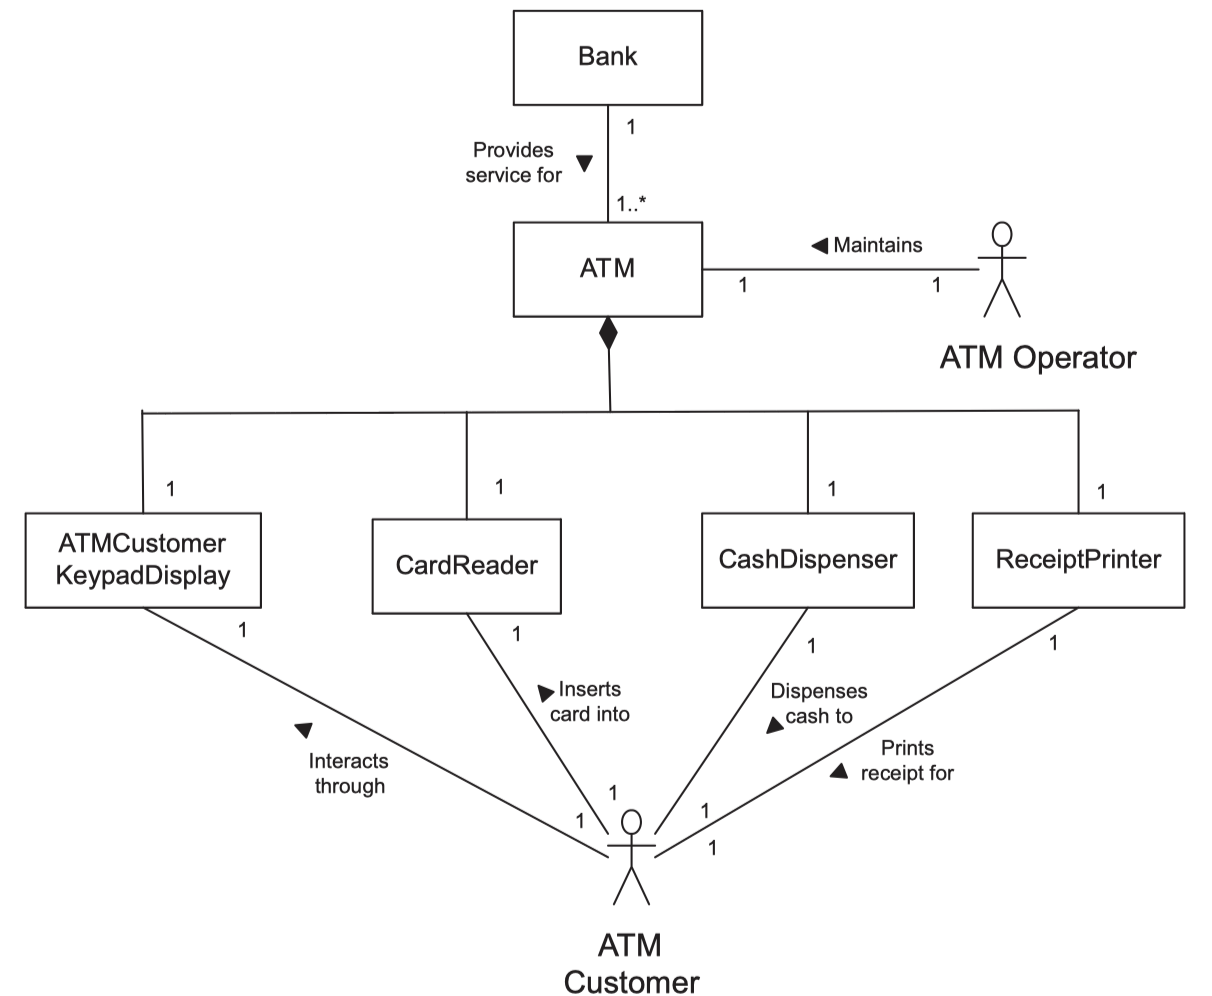 Bank
1
Provides
service for
1..*
ATM
Maintains
1
1
ATM Operator
1
1
1
1
ATMCustomer
KeypadDisplay
CardReader
CashDispenser
ReceiptPrinter
1
1
1
1
Inserts
card into
Dispenses
cash to
Interacts
through
Prints
receipt for
1
1
1
1
ATM
Customer